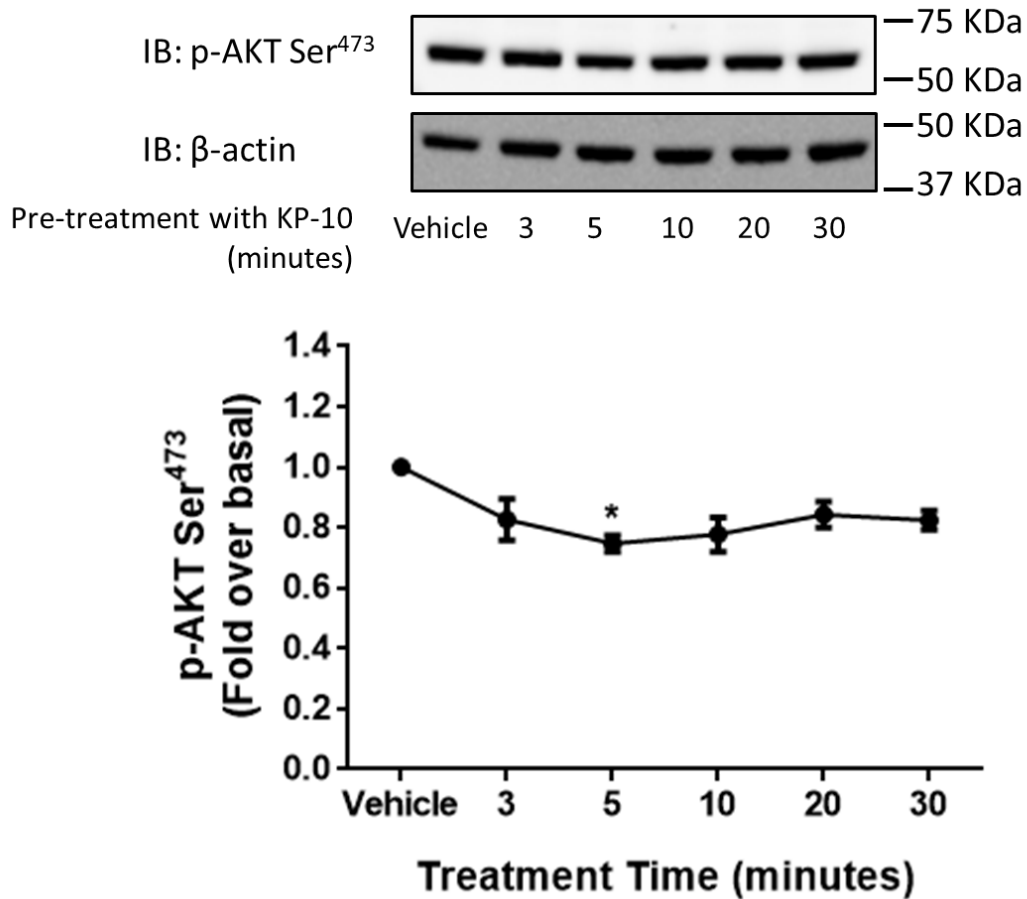 IB: p-AKT Ser473
75 KDa
50 KDa
IB: β-actin
50 KDa
37 KDa
Pre-treatment with KP-10
(minutes)
Vehicle 3 5 10 20 30
p-AKT Ser473
(Fold over basal)
1.4
1.2
1.0
0.8
0.6
0.4
0.2
0.0
*
Vehicle 3 5 10 20 30
Treatment Time (minutes)